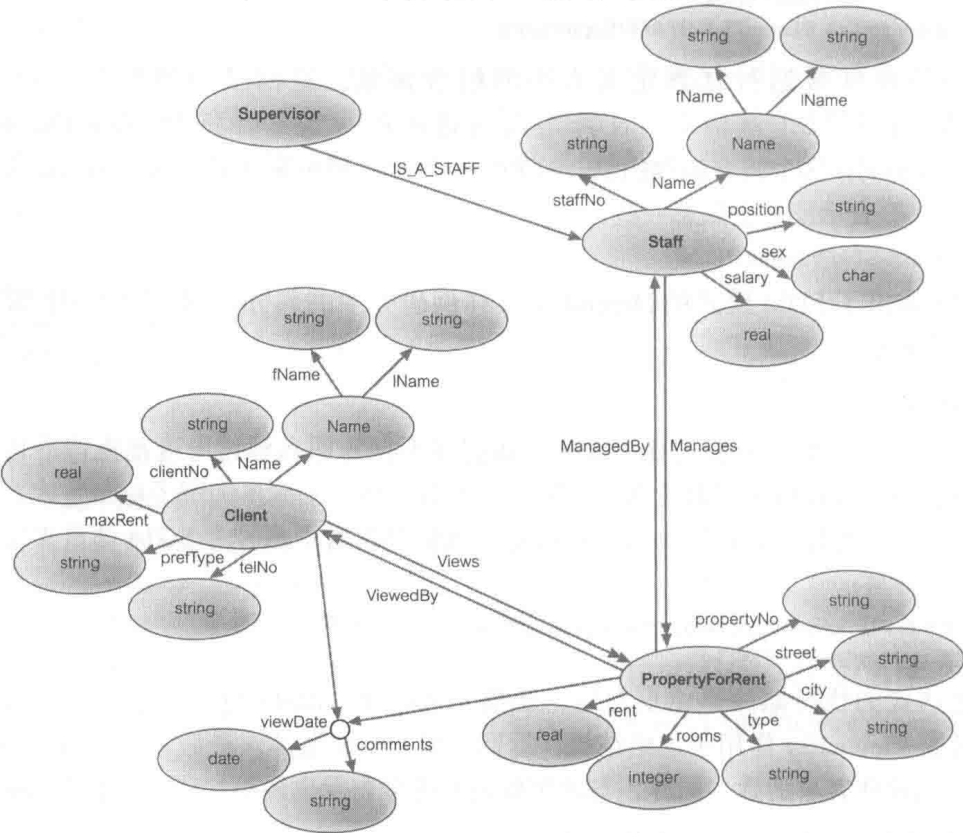 string
string
fName
lName
Supervisor
string
Name
IS_A_STAFF
Name
staffNo
position
string
Staff
sex
char
salary
real
string
string
fName
lName
string
Name
ManagedBy
Manages
real
clientNo
Name
Client
maxRent
string
prefType
telNo
Views
ViewedBy
string
string
propertyNo
street
string
PropertyForRent
city
rent
type
string
viewDate
real
rooms
date
comments
integer
string
string